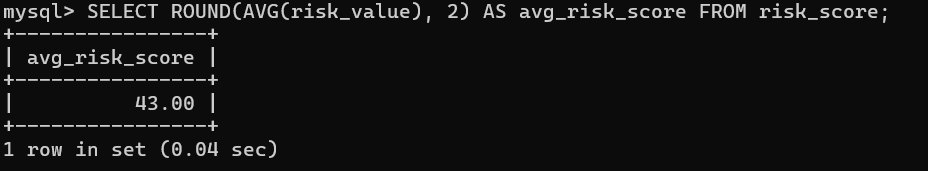 mysql> SELECT ROUND(AVG(risk_value), 2) AS avg_risk_score FROM risk_score;
+----------------+
| avg_risk_score |
+----------------+
|          43.00 |
+----------------+
1 row in set (0.04 sec)